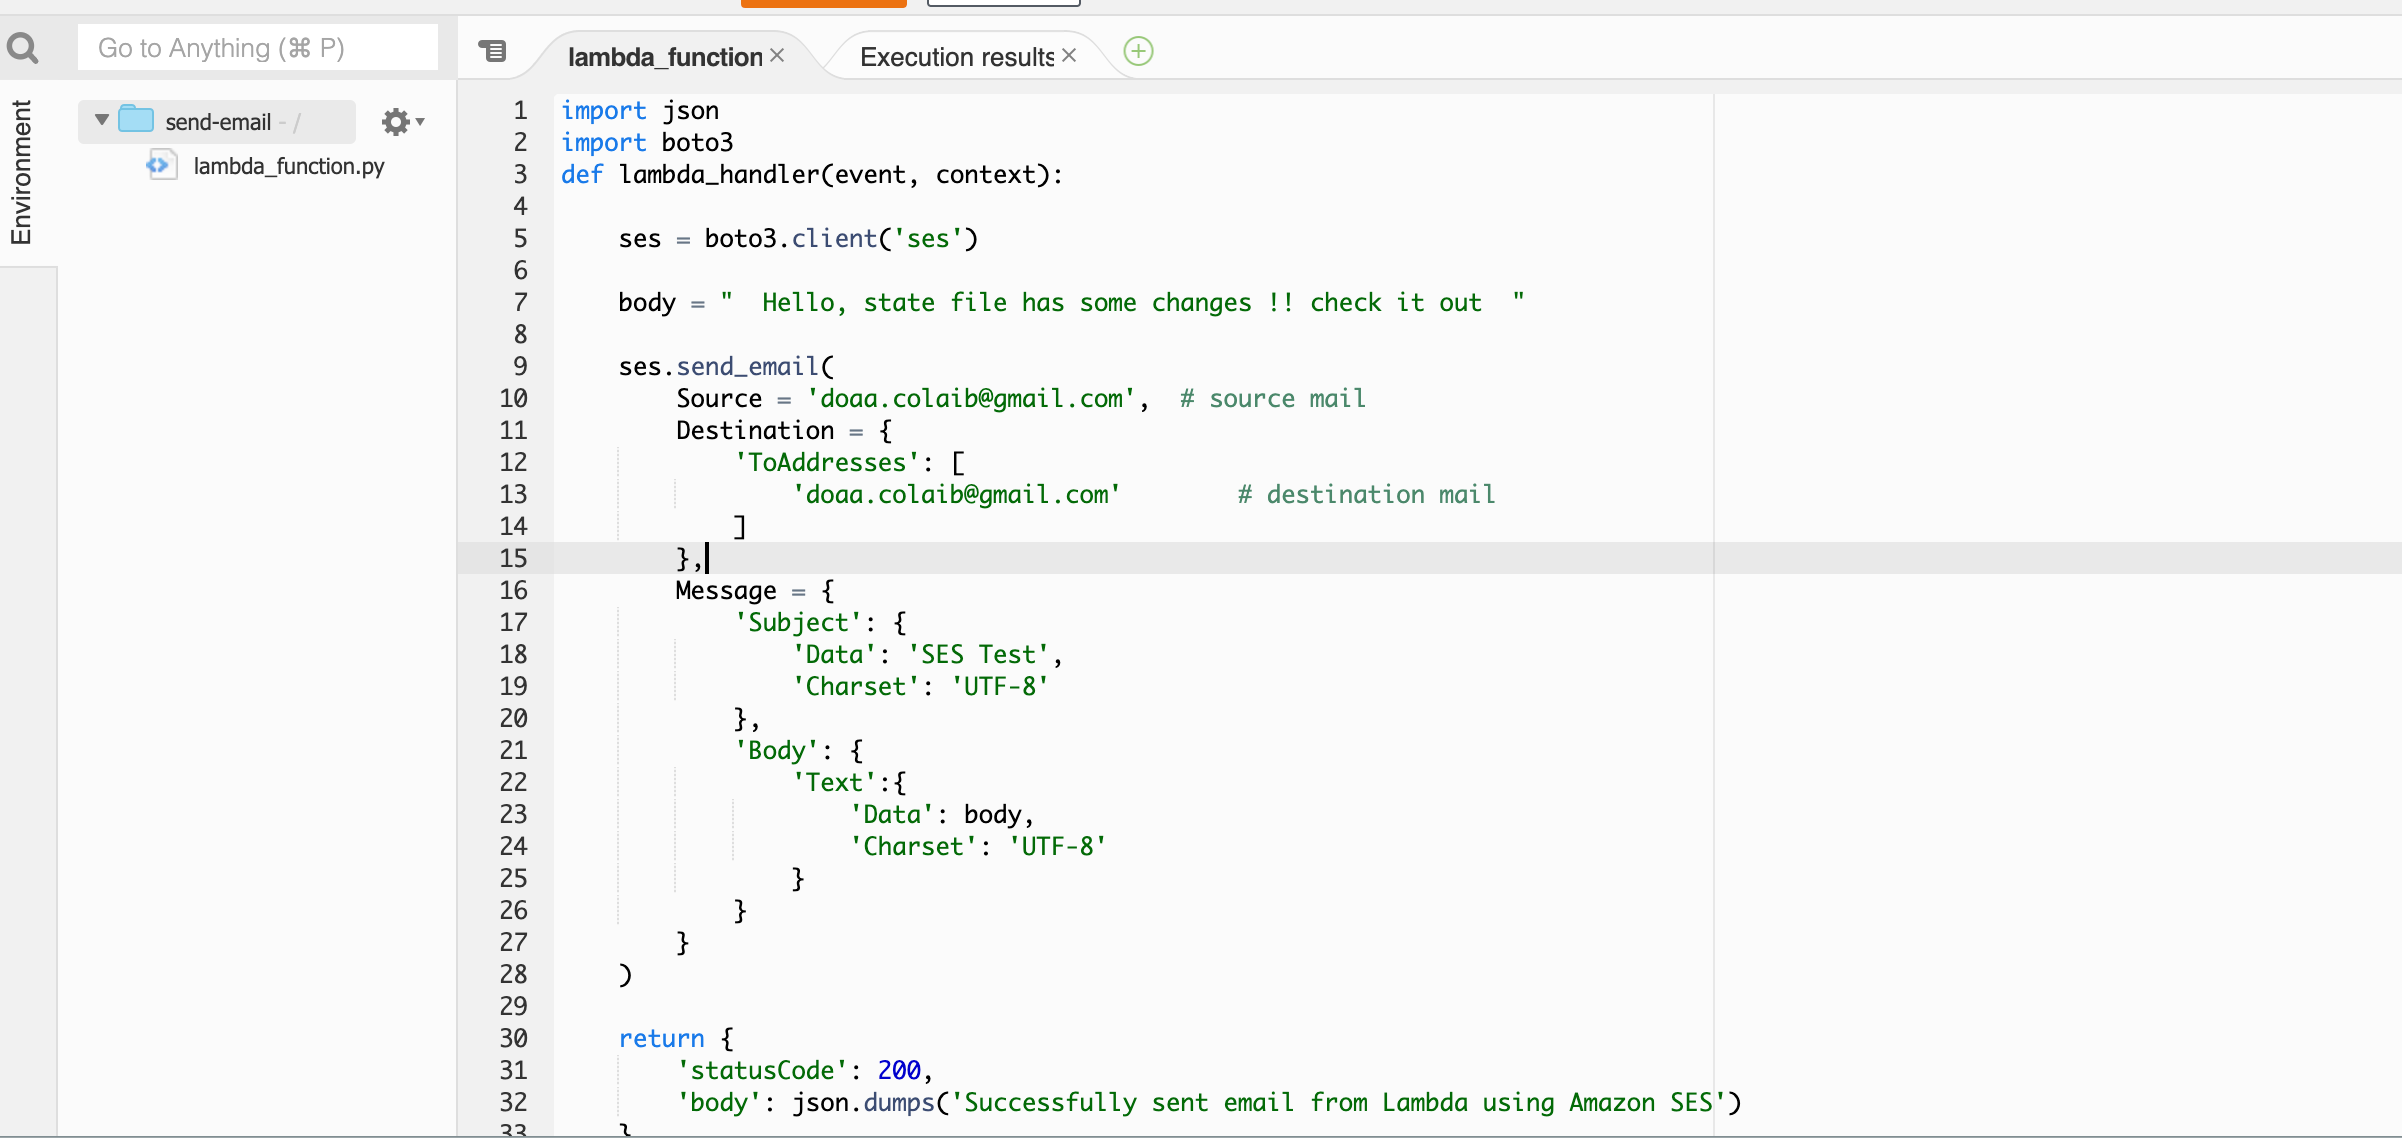 Go to Anything (⌘ P)
lambda_function
Execution results
Environment
send-email - /
lambda_function.py
1 import json
2 import boto3
3 def lambda_handler(event, context):
4
5     ses = boto3.client('ses')
6
7     body = "  Hello, state file has some changes !! check it out  "
8
9     ses.send_email(
10         Source = 'doaa.colaib@gmail.com',  # source mail
11         Destination = {
12             'ToAddresses': [
13                 'doaa.colaib@gmail.com'        # destination mail
14             ]
15         },
16         Message = {
17             'Subject': {
18                 'Data': 'SES Test',
19                 'Charset': 'UTF-8'
20             },
21             'Body': {
22                 'Text':{
23                     'Data': body,
24                     'Charset': 'UTF-8'
25                 }
26             }
27         }
28     )
29
30     return {
31         'statusCode': 200,
32         'body': json.dumps('Successfully sent email from Lambda using Amazon SES')
33     }